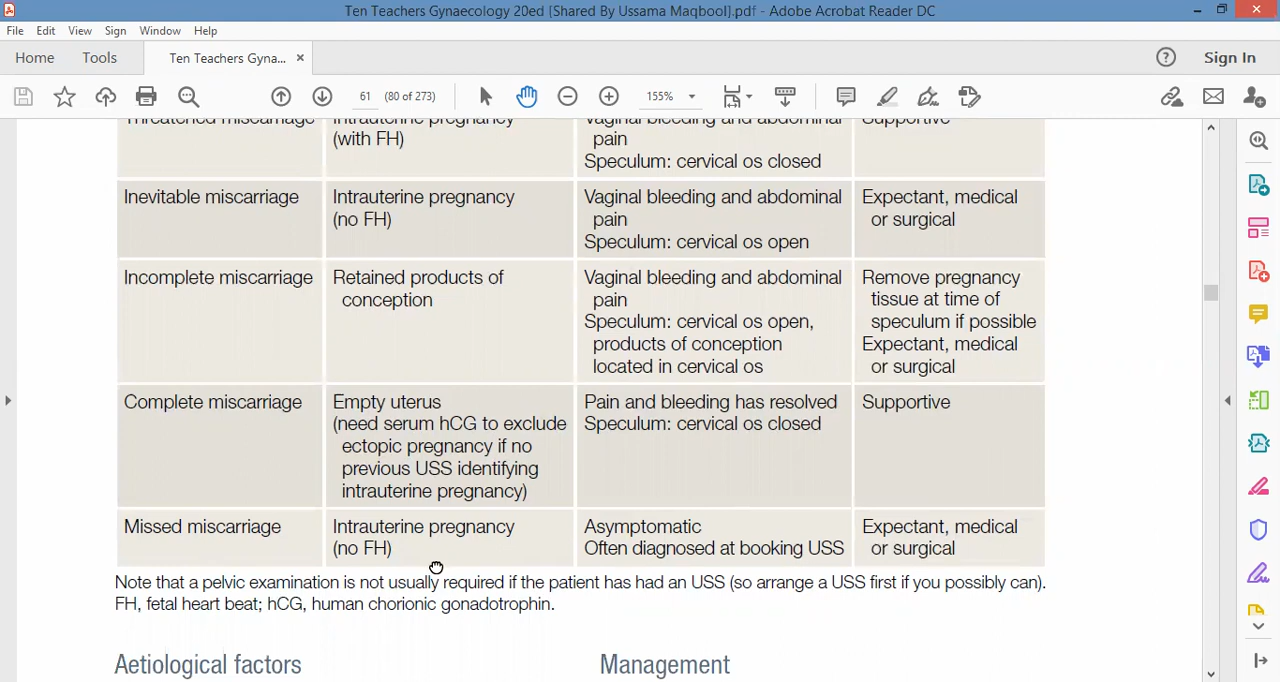 Ten Teachers Gynaecology 20ed [Shared By Ussama Maqbool].pdf - Adobe Acrobat Reader DC
File Edit View Sign Window Help
Home Tools Ten Teachers Gyna... × Sign In
61 (80 of 273) 155%
Threatened miscarriage Intrauterine pregnancy Vaginal bleeding and abdominal Supportive
(with FH) pain
Speculum: cervical os closed
Inevitable miscarriage Intrauterine pregnancy Vaginal bleeding and abdominal Expectant, medical
(no FH) pain or surgical
Speculum: cervical os open
Incomplete miscarriage Retained products of Vaginal bleeding and abdominal Remove pregnancy
conception pain tissue at time of
Speculum: cervical os open, speculum if possible
products of conception Expectant, medical
located in cervical os or surgical
Complete miscarriage Empty uterus Pain and bleeding has resolved Supportive
(need serum hCG to exclude Speculum: cervical os closed
ectopic pregnancy if no
previous USS identifying
intrauterine pregnancy)
Missed miscarriage Intrauterine pregnancy Asymptomatic Expectant, medical
(no FH) Often diagnosed at booking USS or surgical
Note that a pelvic examination is not usually required if the patient has had an USS (so arrange a USS first if you possibly can).
FH, fetal heart beat; hCG, human chorionic gonadotrophin.
Aetiological factors Management